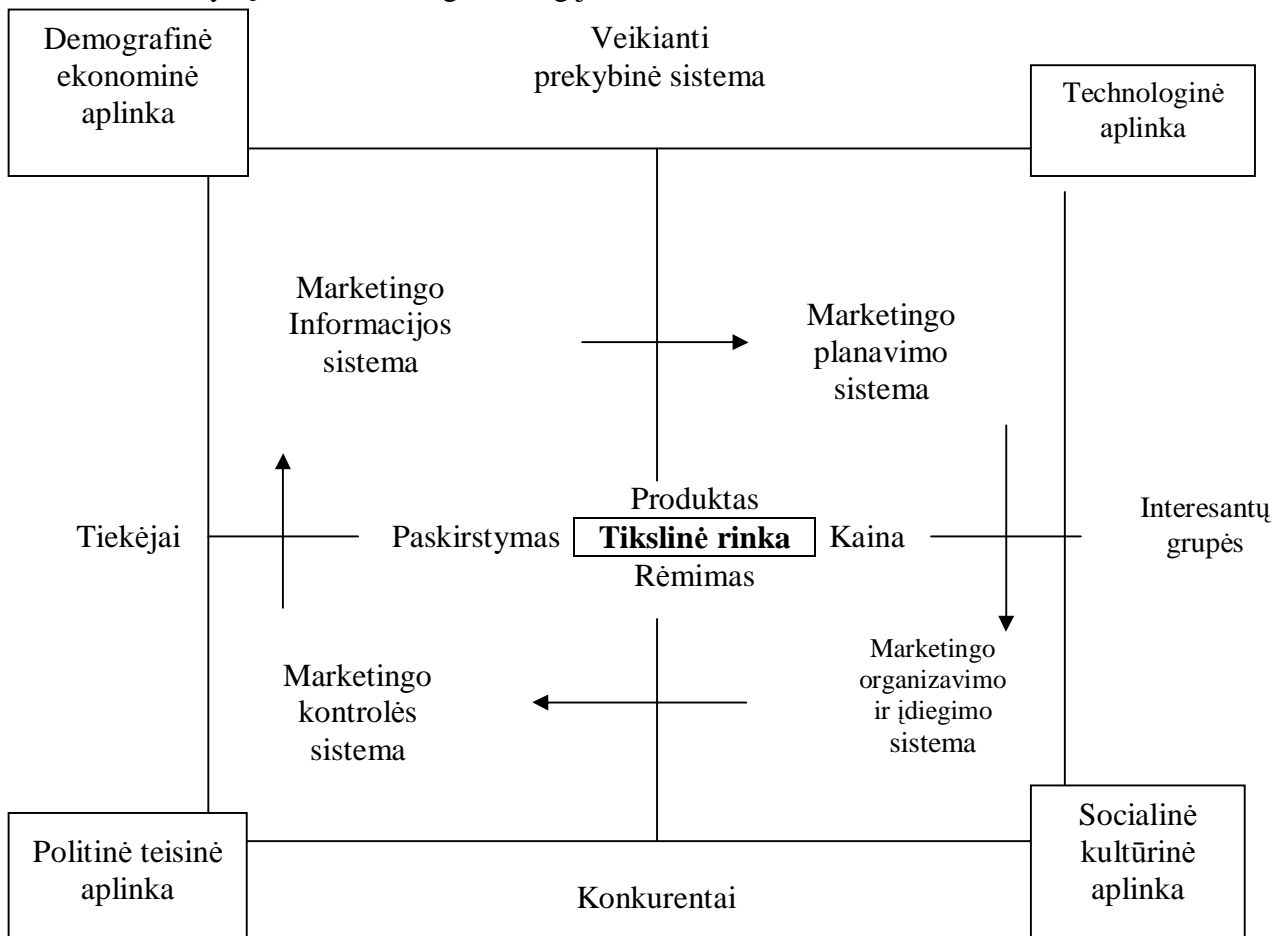 Demografinė
ekonominė
aplinka
Veikianti
prekybinė sistema
Technologinė
aplinka
Marketingo
Informacijos
sistema
Marketingo
planavimo
sistema
Tiekėjai
Paskirstymas
Produktas
Tikslinė rinka
Rėmimas
Kaina
Interesantų
grupės
Marketingo
kontrolės
sistema
Marketingo
organizavimo
ir įdiegimo
sistema
Politinė teisinė
aplinka
Konkurentai
Socialinė
kultūrinė
aplinka